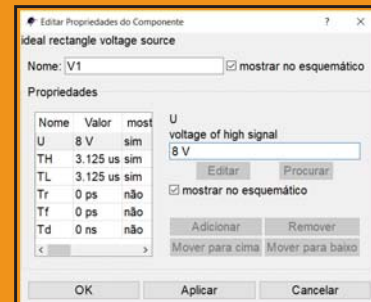 Editar Propriedades do Componente ? ×
ideal rectangle voltage source
Nome: V1 mostrar no esquemático
Propriedades
Nome Valor most
U 8 V sim
TH 3.125 us sim
TL 3.125 us sim
Tr 0 ps não
Tf 0 ps não
Td 0 ns não
U
voltage of high signal
8 V
Editar Procurar
mostrar no esquemático
Adicionar Remover
Mover para cima Mover para baixo
OK Aplicar Cancelar